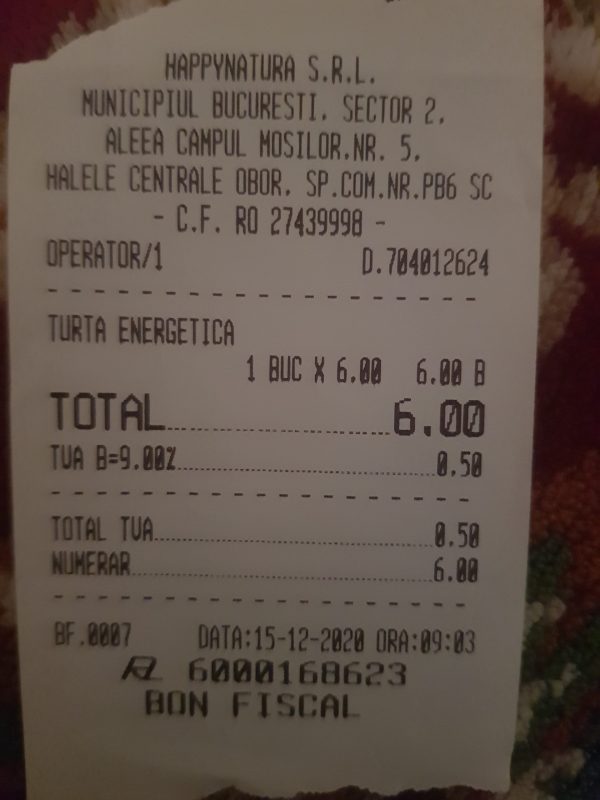 HAPPYNATURA S.R.L.
MUNICIPIUL BUCURESTI, SECTOR 2,
ALEEA CAMPUL MOSILOR,NR. 5,
HALELE CENTRALE OBOR, SP.COM.NR.PB6 SC
- C.F. RO 27439998 -
OPERATOR/1 D.704012624
TURTA ENERGETICA
1 BUC X 6.00 6.00 B
TOTAL 6.00
TVA B=9.00% 0.50
TOTAL TVA 0.50
NUMERAR 6.00
BF.0007 DATA:15-12-2020 ORA:09:03
6000168623
BON FISCAL